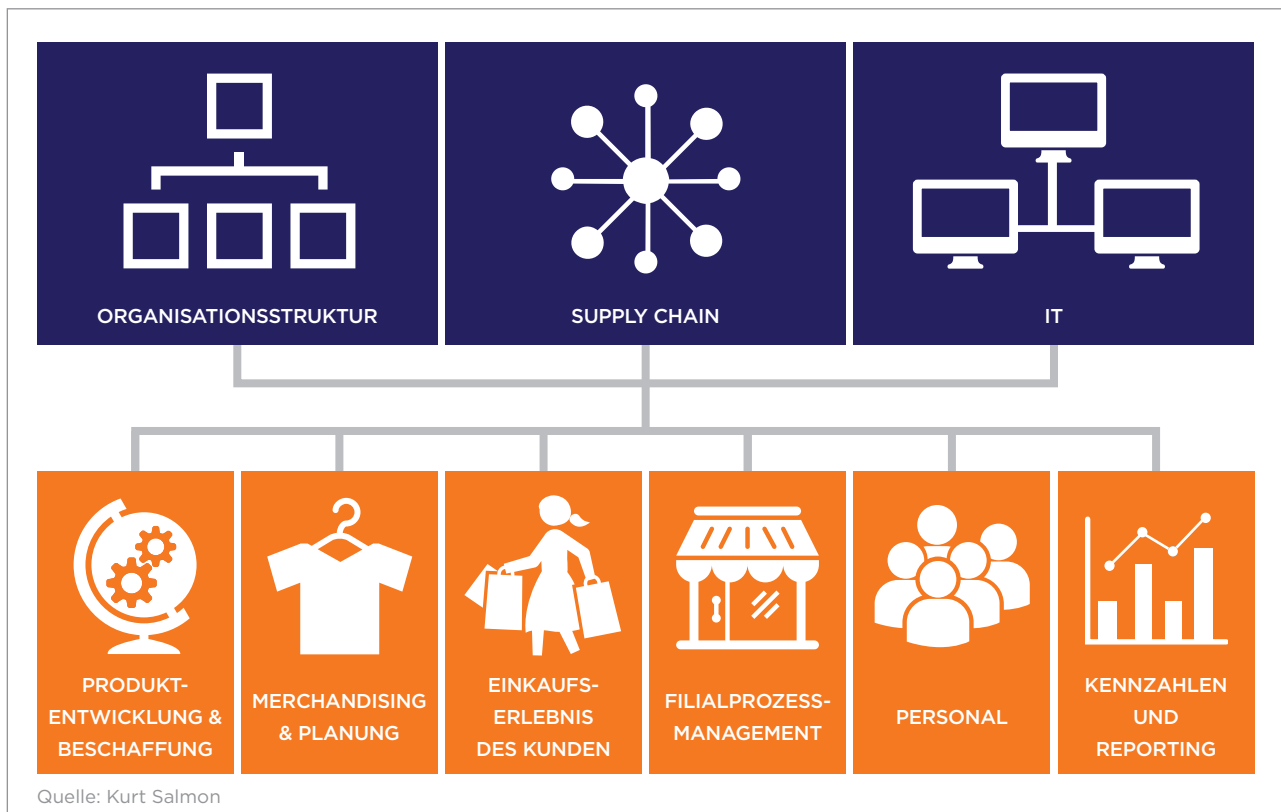 ORGANISATIONSSTRUKTUR
SUPPLY CHAIN
IT
PRODUKT-
ENTWICKLUNG &
BESCHAFFUNG
MERCHANDISING
& PLANUNG
EINKAUFS-
ERLEBNIS
DES KUNDEN
FILIALPROZESS-
MANAGEMENT
PERSONAL
KENNZAHLEN
UND
REPORTING
Quelle: Kurt Salmon